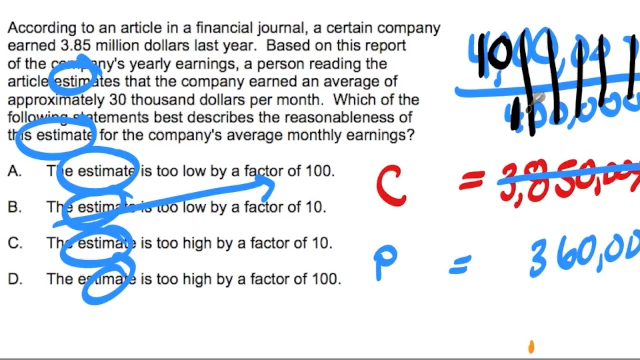 According to an article in a financial journal, a certain company
earned 3.85 million dollars last year. Based on this report
of the company's yearly earnings, a person reading the
article estimates that the company earned an average of
approximately 30 thousand dollars per month. Which of the
following statements best describes the reasonableness of
this estimate for the company's average monthly earnings?
A. The estimate is too low by a factor of 100.
B. The estimate is too low by a factor of 10.
C. The estimate is too high by a factor of 10.
D. The estimate is too high by a factor of 100.
10
C = 3,850,00
P = 360,00